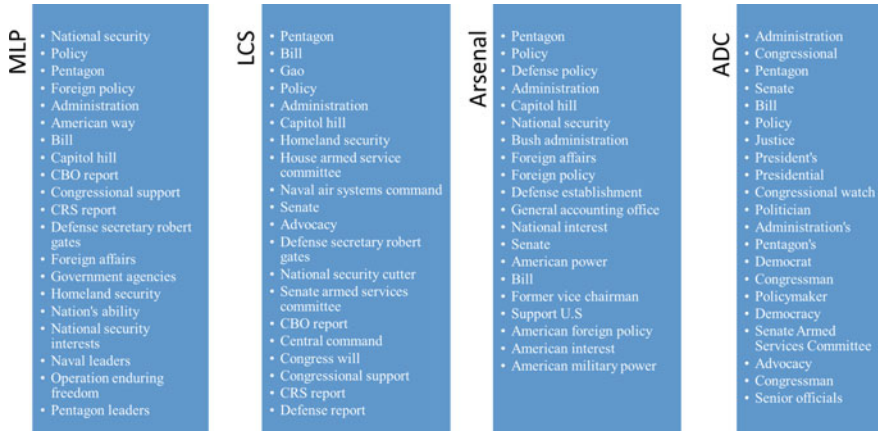 MLP
• National security
• Policy
• Pentagon
• Foreign policy
• Administration
• American way
• Bill
• Capitol hill
• CBO report
• Congressional support
• CRS report
• Defense secretary robert
gates
• Foreign affairs
• Government agencies
• Homeland security
• Nation's ability
• National security
interests
• Naval leaders
• Operation enduring
freedom
• Pentagon leaders
LCS
• Pentagon
• Bill
• Gao
• Policy
• Administration
• Capitol hill
• Homeland security
• House armed service
committee
• Naval air systems command
• Senate
• Advocacy
• Defense secretary robert
gates
• National security cutter
• Senate armed services
committee
• CBO report
• Central command
• Congress will
• Congressional support
• CRS report
• Defense report
Arsenal
• Pentagon
• Policy
• Defense policy
• Administration
• Capitol hill
• National security
• Bush administration
• Foreign affairs
• Foreign policy
• Defense establishment
• General accounting office
• National interest
• Senate
• American power
• Bill
• Former vice chairman
• Support U.S
• American foreign policy
• American interest
• American military power
ADC
• Administration
• Congressional
• Pentagon
• Senate
• Bill
• Policy
• Justice
• President's
• Presidential
• Congressional watch
• Politician
• Administration's
• Pentagon's
• Democrat
• Congressman
• Policymaker
• Democracy
• Senate Armed
Services Committee
• Advocacy
• Congressman
• Senior officials